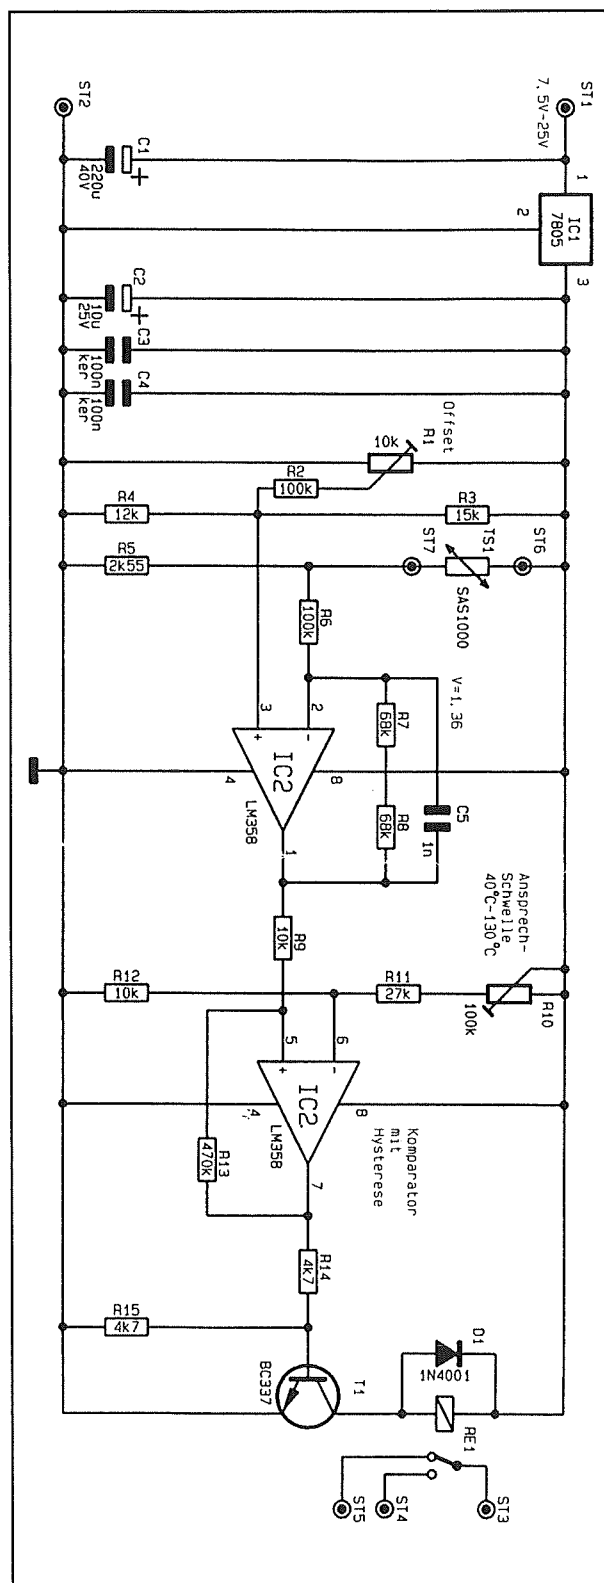 ST1
7,5V-25V
1
IC1
7805
2
3
ST2
C1
+
220u
40V
C2
+
10u
25V
C3
100n
ker
C4
100n
ker
Offset
R1
10k
R2
100k
R3
15k
R4
12k
R5
2k55
ST6
TS1
SAS1000
ST7
R6
100k
V=1,36
R7
68k
R8
68k
C5
1n
2
3
-
+
IC2
LM358
8
4
1
R9
10k
Ansprech-
Schwelle
40°C-130°C
R10
100k
R11
27k
R12
10k
6
5
-
+
IC2
LM358
8
4
7
Komparator
mit
Hysterese
R13
470k
R14
4k7
R15
4k7
D1
1N4001
RE1
T1
BC337
ST3
ST4
ST5